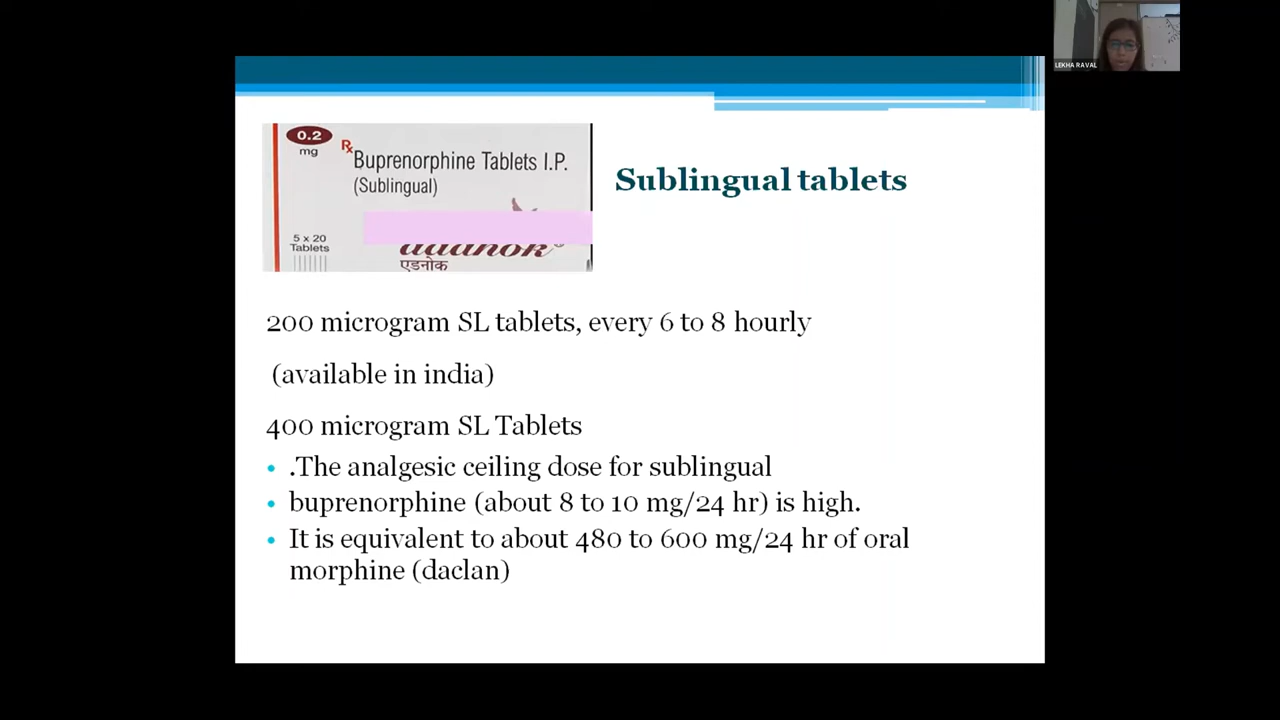 LEKHA RAVAL
0.2
mg
Rx
Buprenorphine Tablets I.P.
(Sublingual)
5 x 20
Tablets
एडनोक
Sublingual tablets
200 microgram SL tablets, every 6 to 8 hourly
(available in india)
400 microgram SL Tablets
• .The analgesic ceiling dose for sublingual
• buprenorphine (about 8 to 10 mg/24 hr) is high.
• It is equivalent to about 480 to 600 mg/24 hr of oral
morphine (daclan)